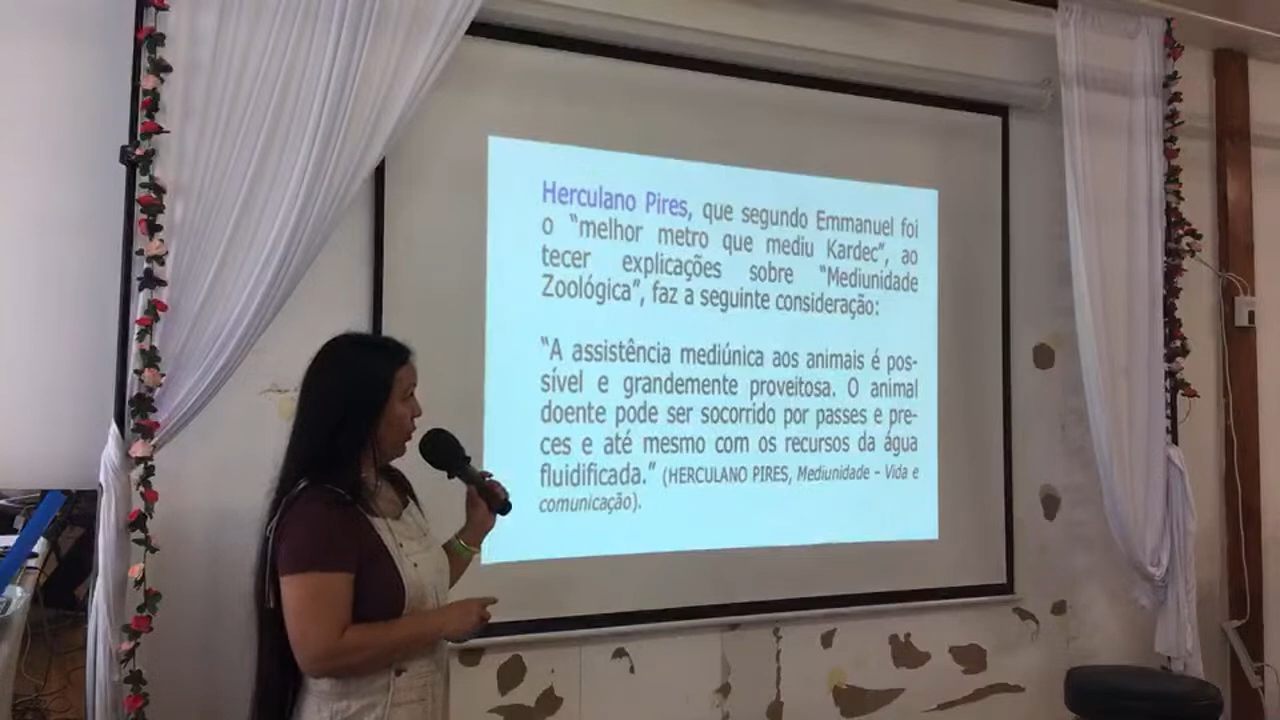 Herculano Pires, que segundo Emmanuel foi
o “melhor metro que mediu Kardec”, ao
tecer explicações sobre “Mediunidade
Zoológica”, faz a seguinte consideração:
“A assistência mediúnica aos animais é pos-
sível e grandemente proveitosa. O animal
doente pode ser socorrido por passes e pre-
ces e até mesmo com os recursos da água
fluidificada.” (HERCULANO PIRES, Mediunidade – Vida e
comunicação).